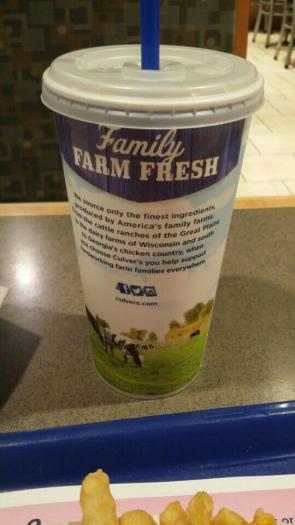 Family
FARM FRESH
We source only the finest ingredients,
produced by America's family farms.
From the cattle ranches of the Great Plains
to the dairy farms of Wisconsin and south
to Georgia's chicken country, when
you choose Culver's you help support
hardworking farm families everywhere.
culvers.com